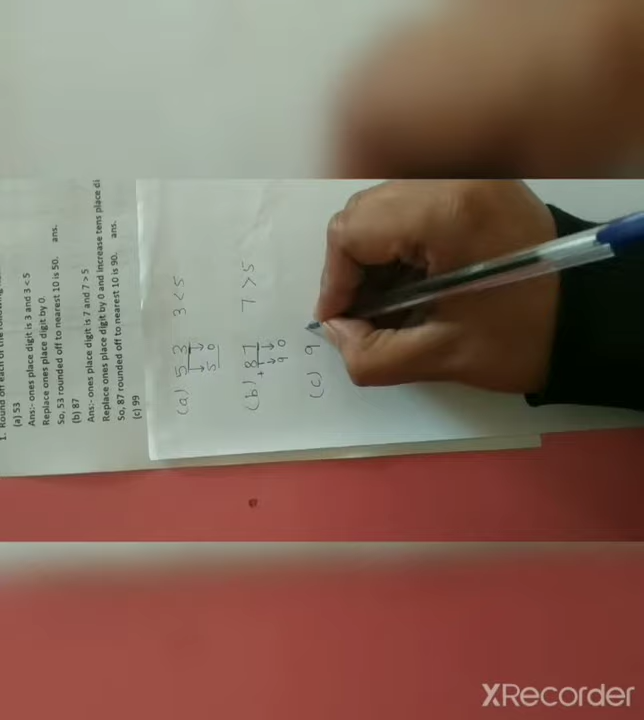 1. Round off each of the following
(a) 53
Ans:- ones place digit is 3 and 3 < 5
Replace ones place digit by 0.
So, 53 rounded off to nearest 10 is 50. ans.
(b) 87
Ans:- ones place digit is 7 and 7 > 5
Replace ones place digit by 0 and increase tens place di
So, 87 rounded off to nearest 10 is 90. ans.
(c) 99
(a) 53 3 < 5
50
(b) 87 7 > 5
+
90
(c) 9
XRecorder